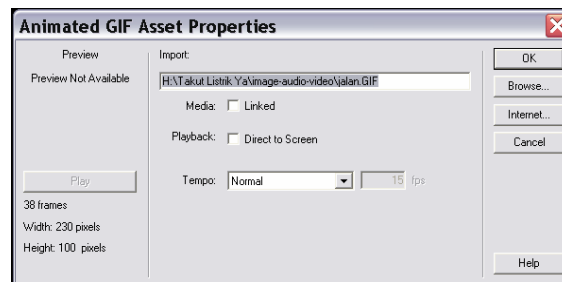 Animated GIF Asset Properties
Preview
Preview Not Available
Play
38 frames
Width: 230 pixels
Height: 100 pixels
Import:
H:\Takut Listrik Ya\image-audio-video\jalan.GIF
Media: Linked
Playback: Direct to Screen
Tempo: Normal 15 fps
OK
Browse...
Internet...
Cancel
Help